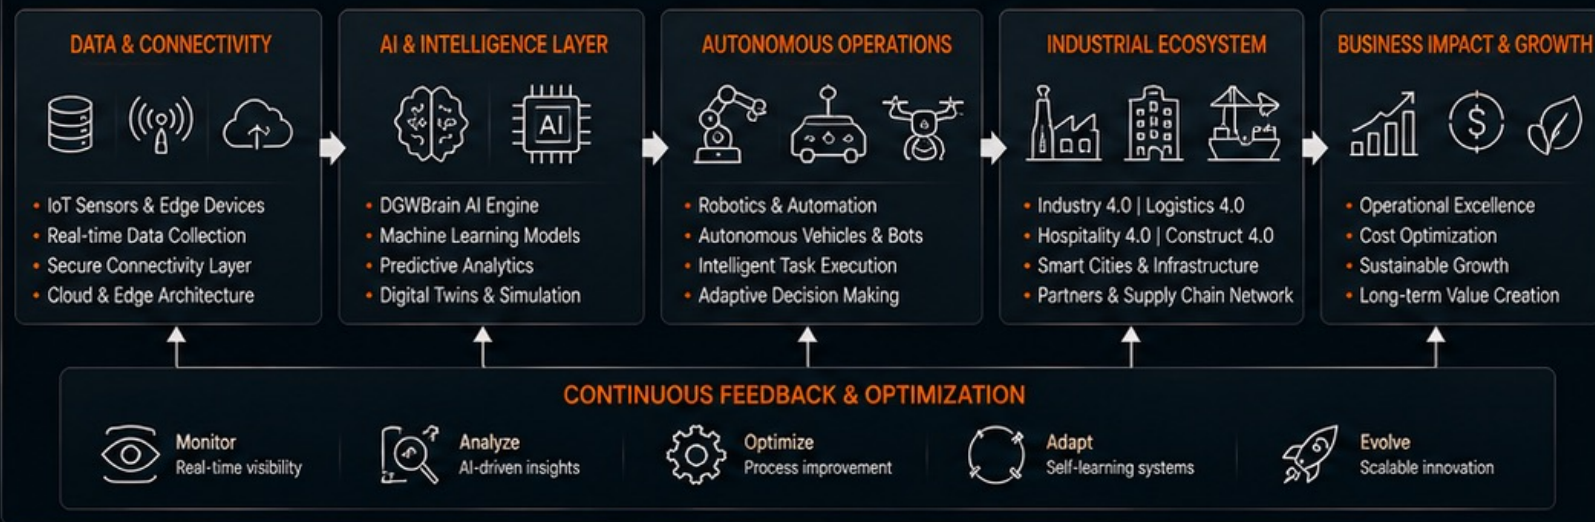 DATA & CONNECTIVITY
• IoT Sensors & Edge Devices
• Real-time Data Collection
• Secure Connectivity Layer
• Cloud & Edge Architecture
AI & INTELLIGENCE LAYER
AI
• DGWBrain AI Engine
• Machine Learning Models
• Predictive Analytics
• Digital Twins & Simulation
AUTONOMOUS OPERATIONS
• Robotics & Automation
• Autonomous Vehicles & Bots
• Intelligent Task Execution
• Adaptive Decision Making
INDUSTRIAL ECOSYSTEM
• Industry 4.0 | Logistics 4.0
• Hospitality 4.0 | Construct 4.0
• Smart Cities & Infrastructure
• Partners & Supply Chain Network
BUSINESS IMPACT & GROWTH
$
• Operational Excellence
• Cost Optimization
• Sustainable Growth
• Long-term Value Creation
CONTINUOUS FEEDBACK & OPTIMIZATION
Monitor
Real-time visibility
Analyze
AI-driven insights
Optimize
Process improvement
Adapt
Self-learning systems
Evolve
Scalable innovation